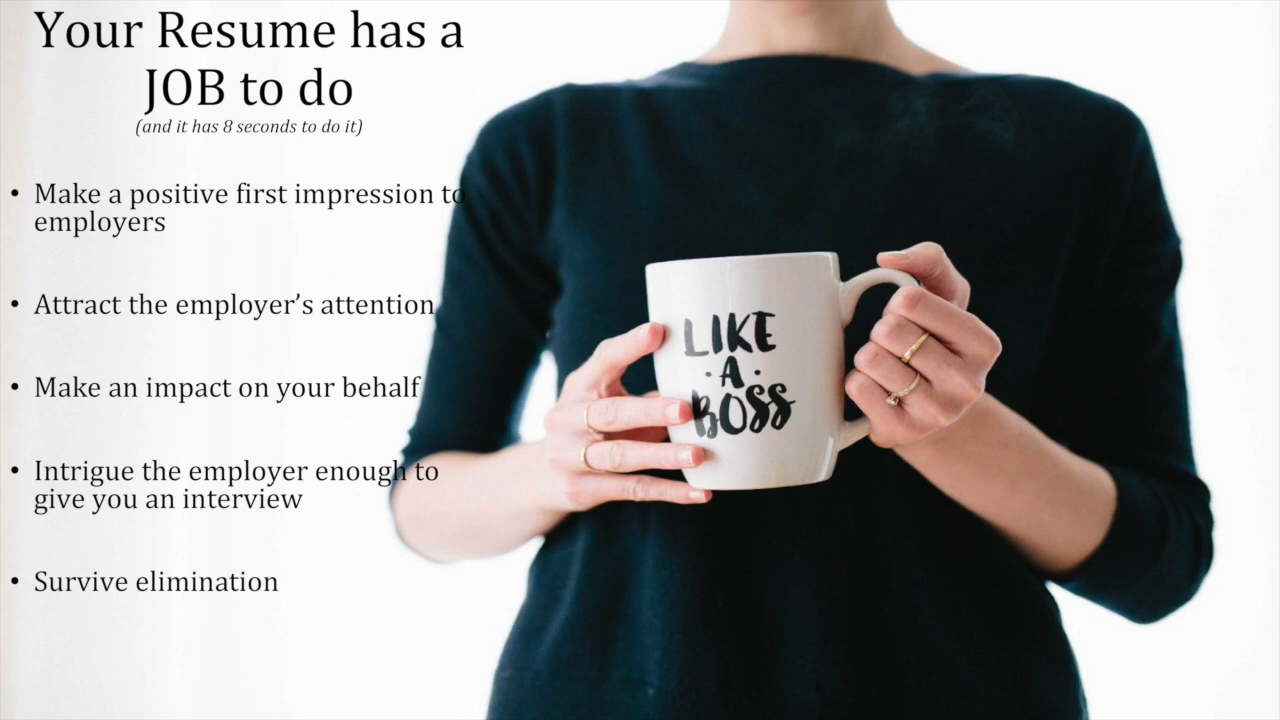 Your Resume has a
JOB to do
(and it has 8 seconds to do it)
• Make a positive first impression to
employers
• Attract the employer’s attention
• Make an impact on your behalf
• Intrigue the employer enough to
give you an interview
• Survive elimination
LIKE
· A ·
BOSS